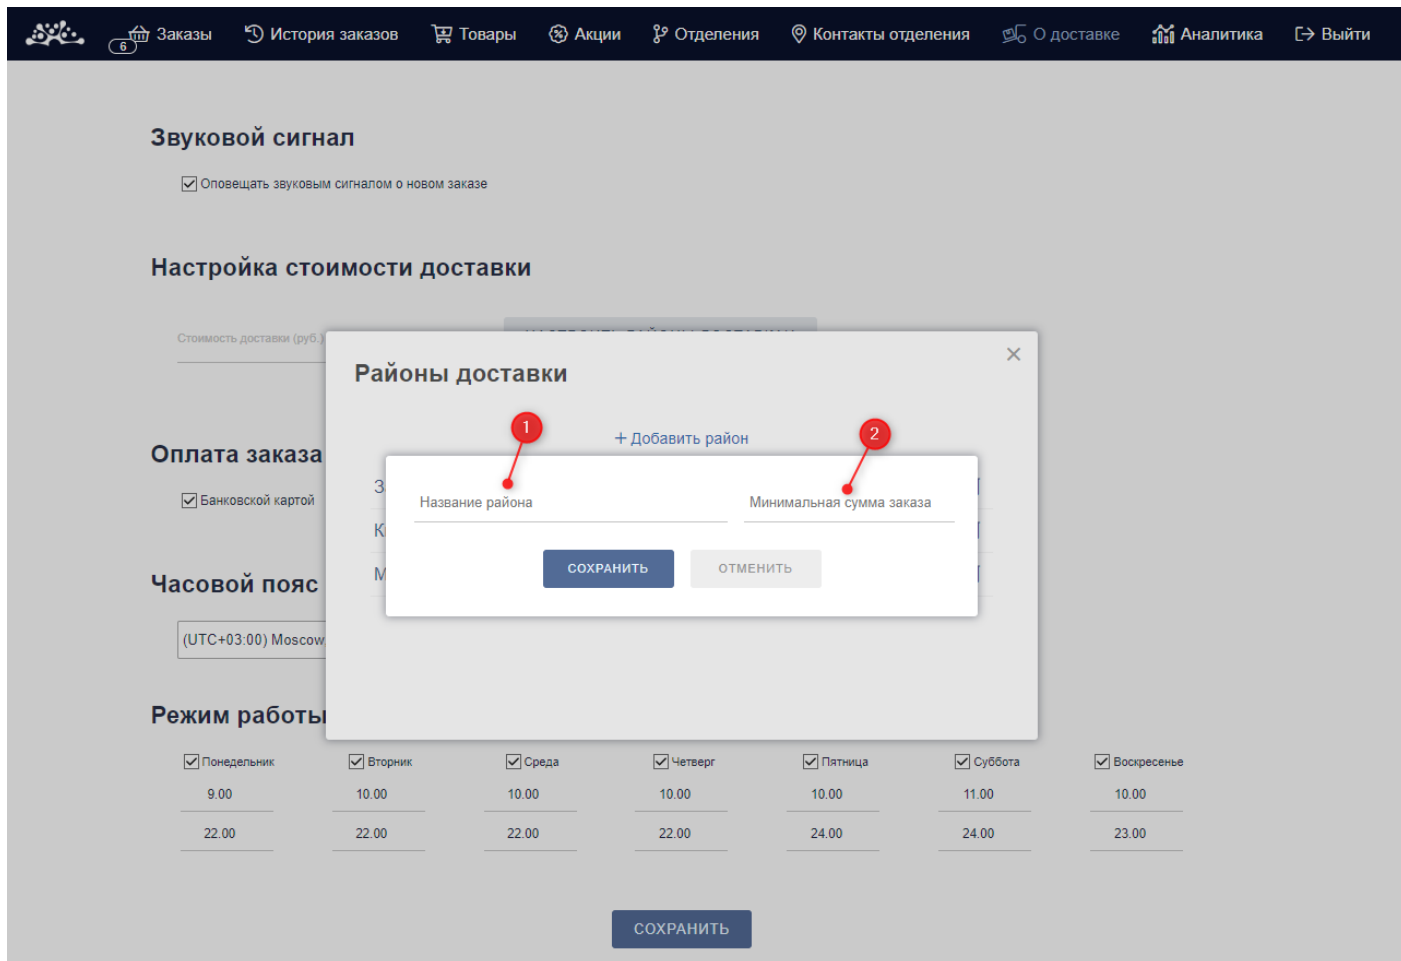 6 Заказы История заказов Товары Акции Отделения Контакты отделения О доставке Аналитика Выйти
Звуковой сигнал
Оповещать звуковым сигналом о новом заказе
Настройка стоимости доставки
Стоимость доставки (руб.)
Районы доставки
1
2
+ Добавить район
Оплата заказа
Банковской картой
Название района Минимальная сумма заказа
СОХРАНИТЬ ОТМЕНИТЬ
Часовой пояс
(UTC+03:00) Moscow
Режим работы
Понедельник Вторник Среда Четверг Пятница Суббота Воскресенье
9.00 10.00 10.00 10.00 10.00 11.00 10.00
22.00 22.00 22.00 22.00 24.00 24.00 23.00
СОХРАНИТЬ